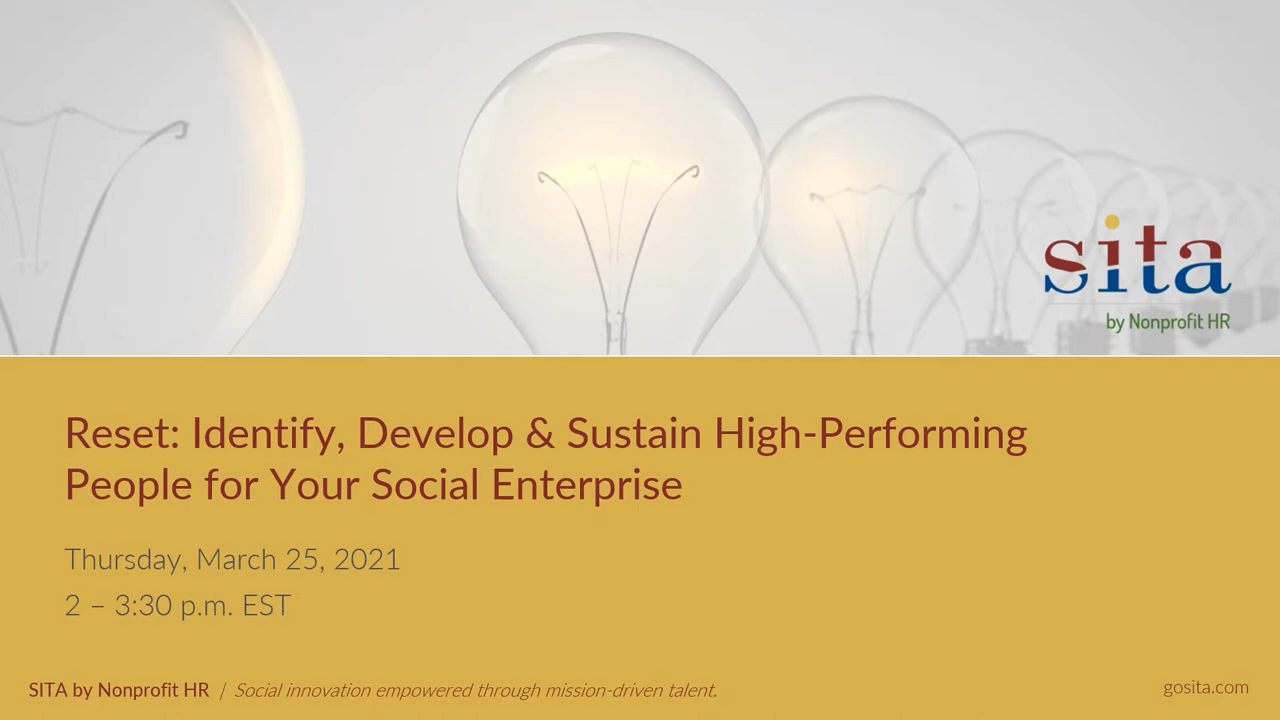 sita
by Nonprofit HR
Reset: Identify, Develop & Sustain High-Performing
People for Your Social Enterprise
Thursday, March 25, 2021
2 – 3:30 p.m. EST
SITA by Nonprofit HR / Social innovation empowered through mission-driven talent.
gosita.com